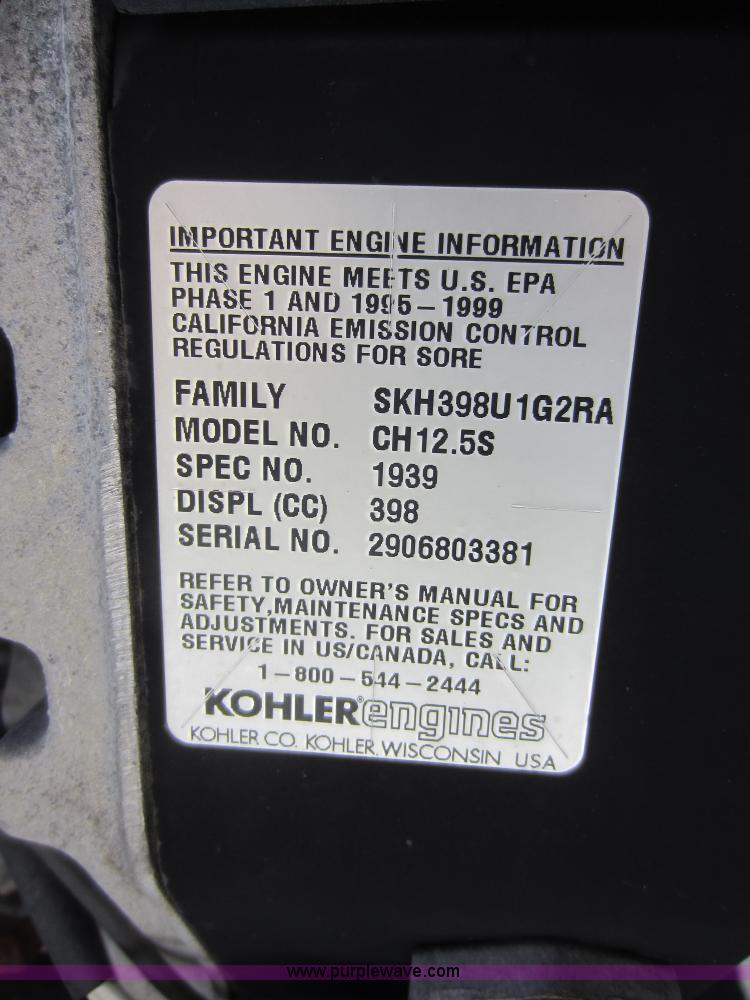 IMPORTANT ENGINE INFORMATION
THIS ENGINE MEETS U.S. EPA
PHASE 1 AND 1995-1999
CALIFORNIA EMISSION CONTROL
REGULATIONS FOR SORE
FAMILY SKH398U1G2RA
MODEL NO. CH12.5S
SPEC NO. 1939
DISPL (CC) 398
SERIAL NO. 2906803381
REFER TO OWNER'S MANUAL FOR
SAFETY,MAINTENANCE SPECS AND
ADJUSTMENTS. FOR SALES AND
SERVICE IN US/CANADA, CALL:
1-800-544-2444
KOHLER® engines
KOHLER CO. KOHLER, WISCONSIN USA
www.purplewave.com